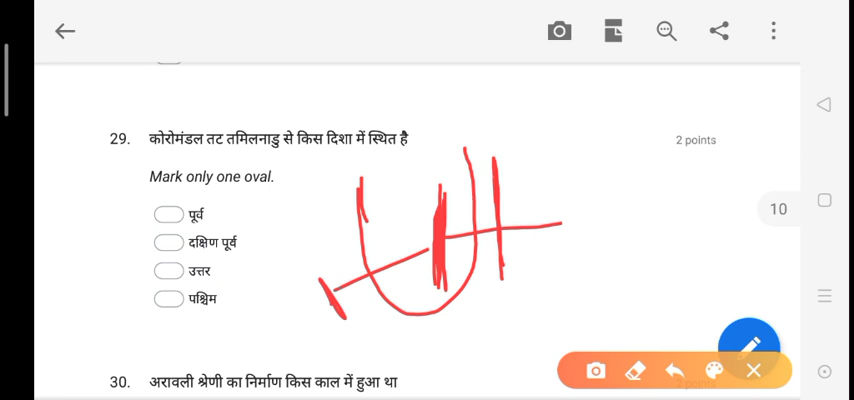 29. कोरोमंडल तट तमिलनाडु से किस दिशा में स्थित है
2 points
Mark only one oval.
10
पूर्व
दक्षिण पूर्व
उत्तर
पश्चिम
30. अरावली श्रेणी का निर्माण किस काल में हुआ था